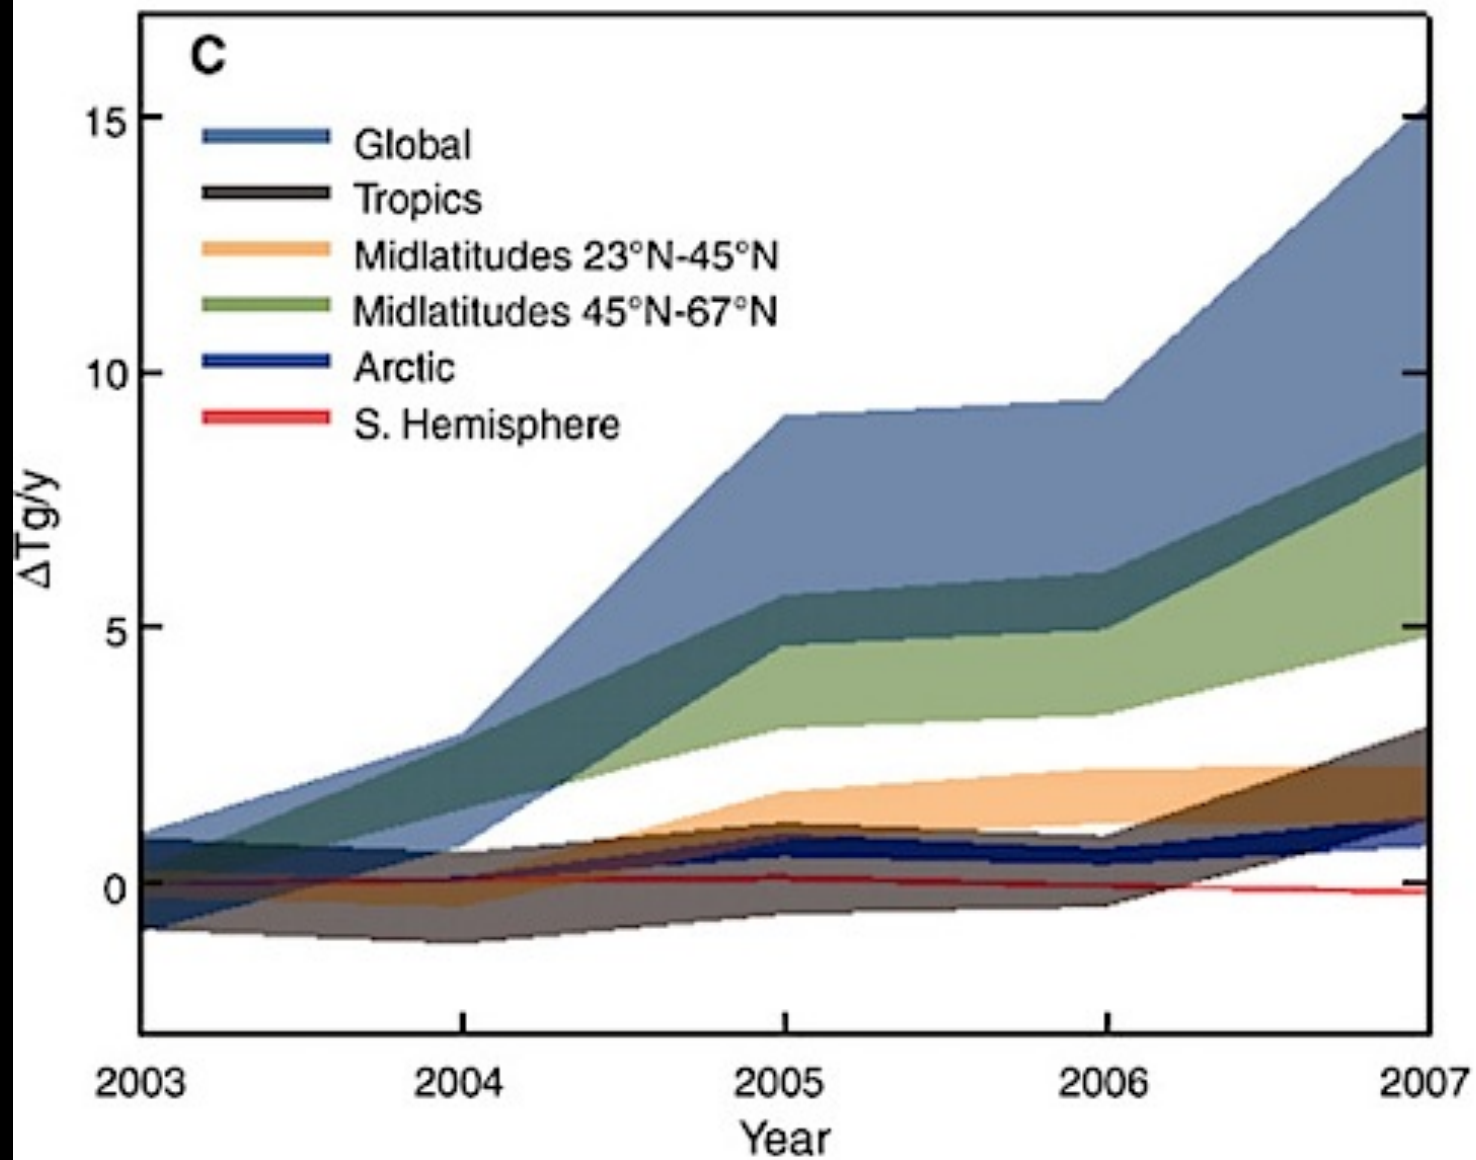 C
Global
Tropics
Midlatitudes 23°N-45°N
Midlatitudes 45°N-67°N
Arctic
S. Hemisphere
15
10
5
0
ΔTg/y
2003 2004 2005 2006 2007
Year